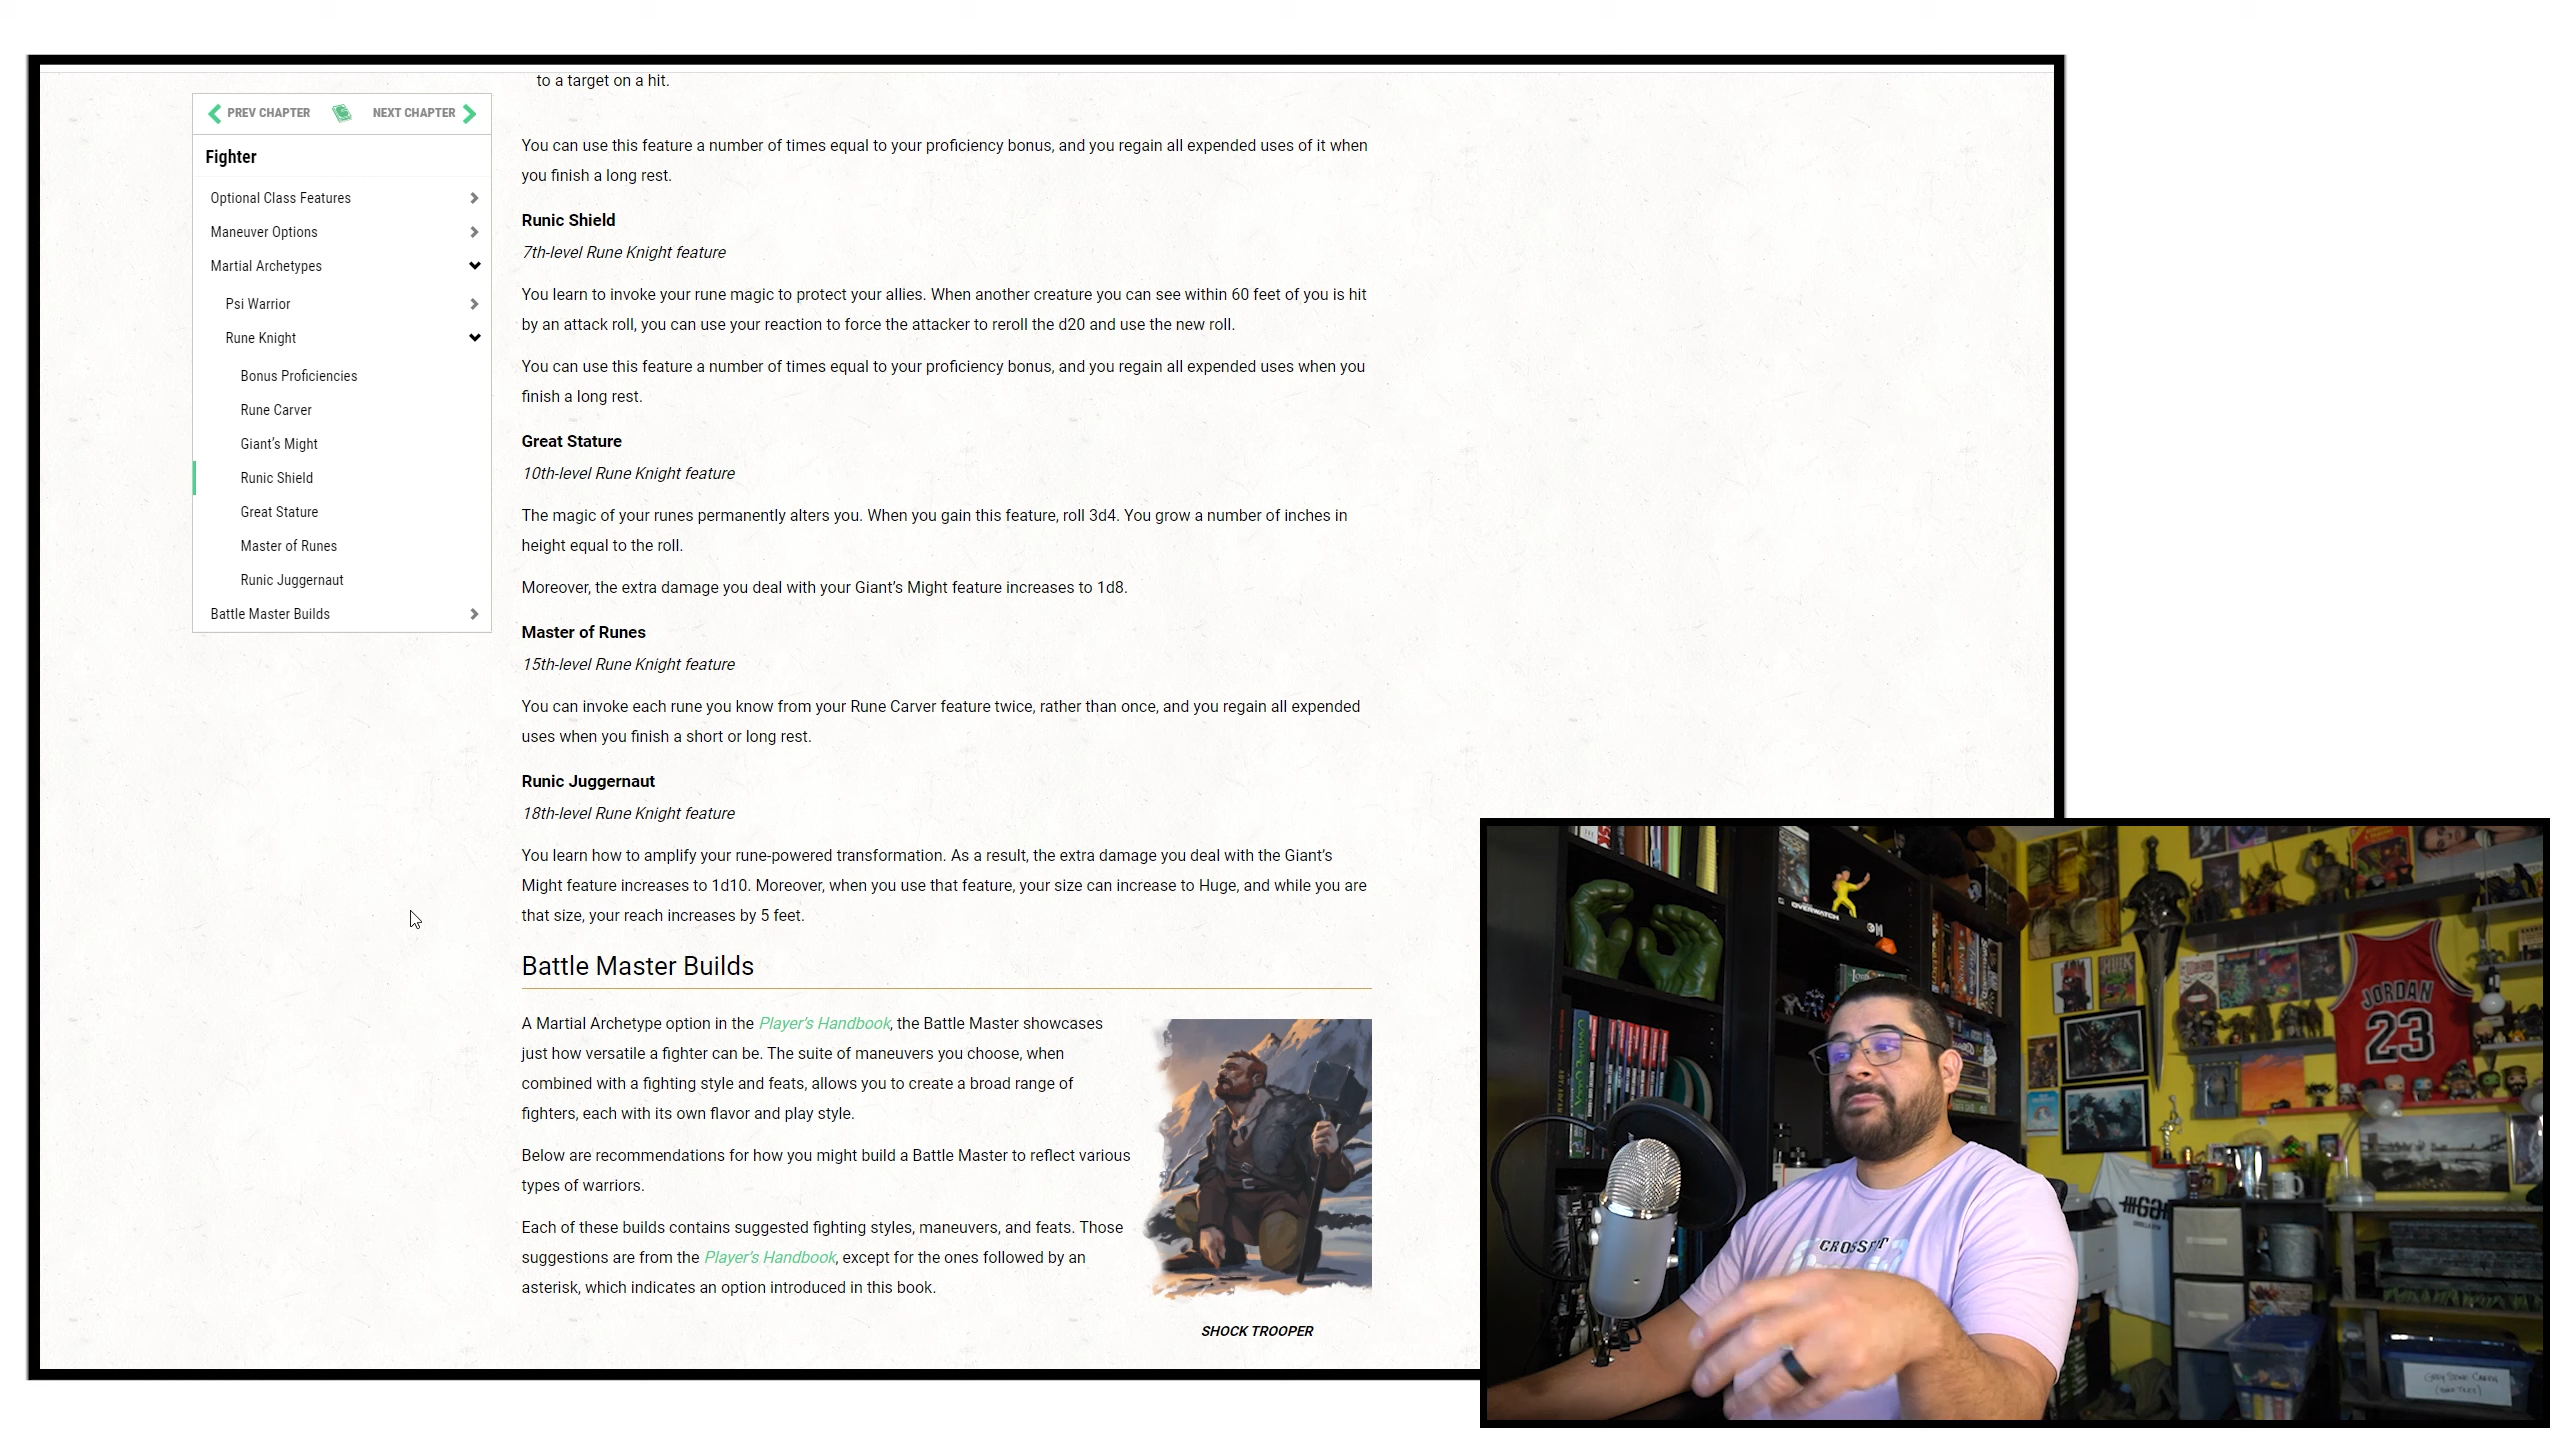 to a target on a hit.
PREV CHAPTER
NEXT CHAPTER
Fighter
Optional Class Features
Maneuver Options
Martial Archetypes
Psi Warrior
Rune Knight
Bonus Proficiencies
Rune Carver
Giant's Might
Runic Shield
Great Stature
Master of Runes
Runic Juggernaut
Battle Master Builds
You can use this feature a number of times equal to your proficiency bonus, and you regain all expended uses of it when
you finish a long rest.
Runic Shield
7th-level Rune Knight feature
You learn to invoke your rune magic to protect your allies. When another creature you can see within 60 feet of you is hit
by an attack roll, you can use your reaction to force the attacker to reroll the d20 and use the new roll.
You can use this feature a number of times equal to your proficiency bonus, and you regain all expended uses when you
finish a long rest.
Great Stature
10th-level Rune Knight feature
The magic of your runes permanently alters you. When you gain this feature, roll 3d4. You grow a number of inches in
height equal to the roll.
Moreover, the extra damage you deal with your Giant's Might feature increases to 1d8.
Master of Runes
15th-level Rune Knight feature
You can invoke each rune you know from your Rune Carver feature twice, rather than once, and you regain all expended
uses when you finish a short or long rest.
Runic Juggernaut
18th-level Rune Knight feature
You learn how to amplify your rune-powered transformation. As a result, the extra damage you deal with the Giant's
Might feature increases to 1d10. Moreover, when you use that feature, your size can increase to Huge, and while you are
that size, your reach increases by 5 feet.
Battle Master Builds
A Martial Archetype option in the Player's Handbook, the Battle Master showcases
just how versatile a fighter can be. The suite of maneuvers you choose, when
combined with a fighting style and feats, allows you to create a broad range of
fighters, each with its own flavor and play style.
Below are recommendations for how you might build a Battle Master to reflect various
types of warriors.
Each of these builds contains suggested fighting styles, maneuvers, and feats. Those
suggestions are from the Player's Handbook, except for the ones followed by an
asterisk, which indicates an option introduced in this book.
SHOCK TROOPER
OVERWATCH
JORDAN
23
CROSSFIT